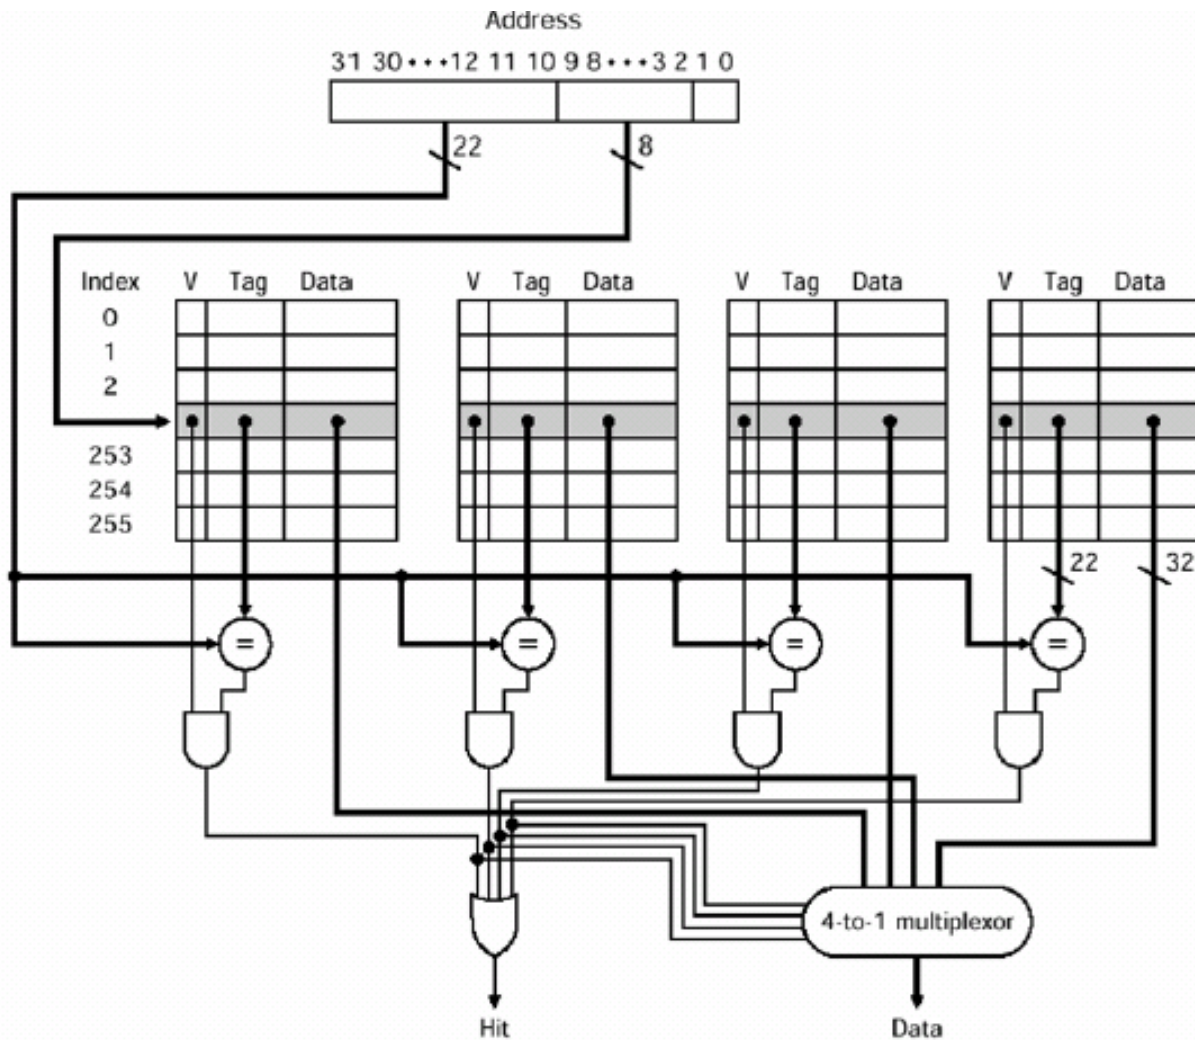 Address
31 30 • • • 12 11 10 9 8 • • • 3 2 1 0
22 8
Index V Tag Data V Tag Data V Tag Data V Tag Data
0
1
2
253
254
255
22 32
= = = =
4-to-1 multiplexor
Hit Data